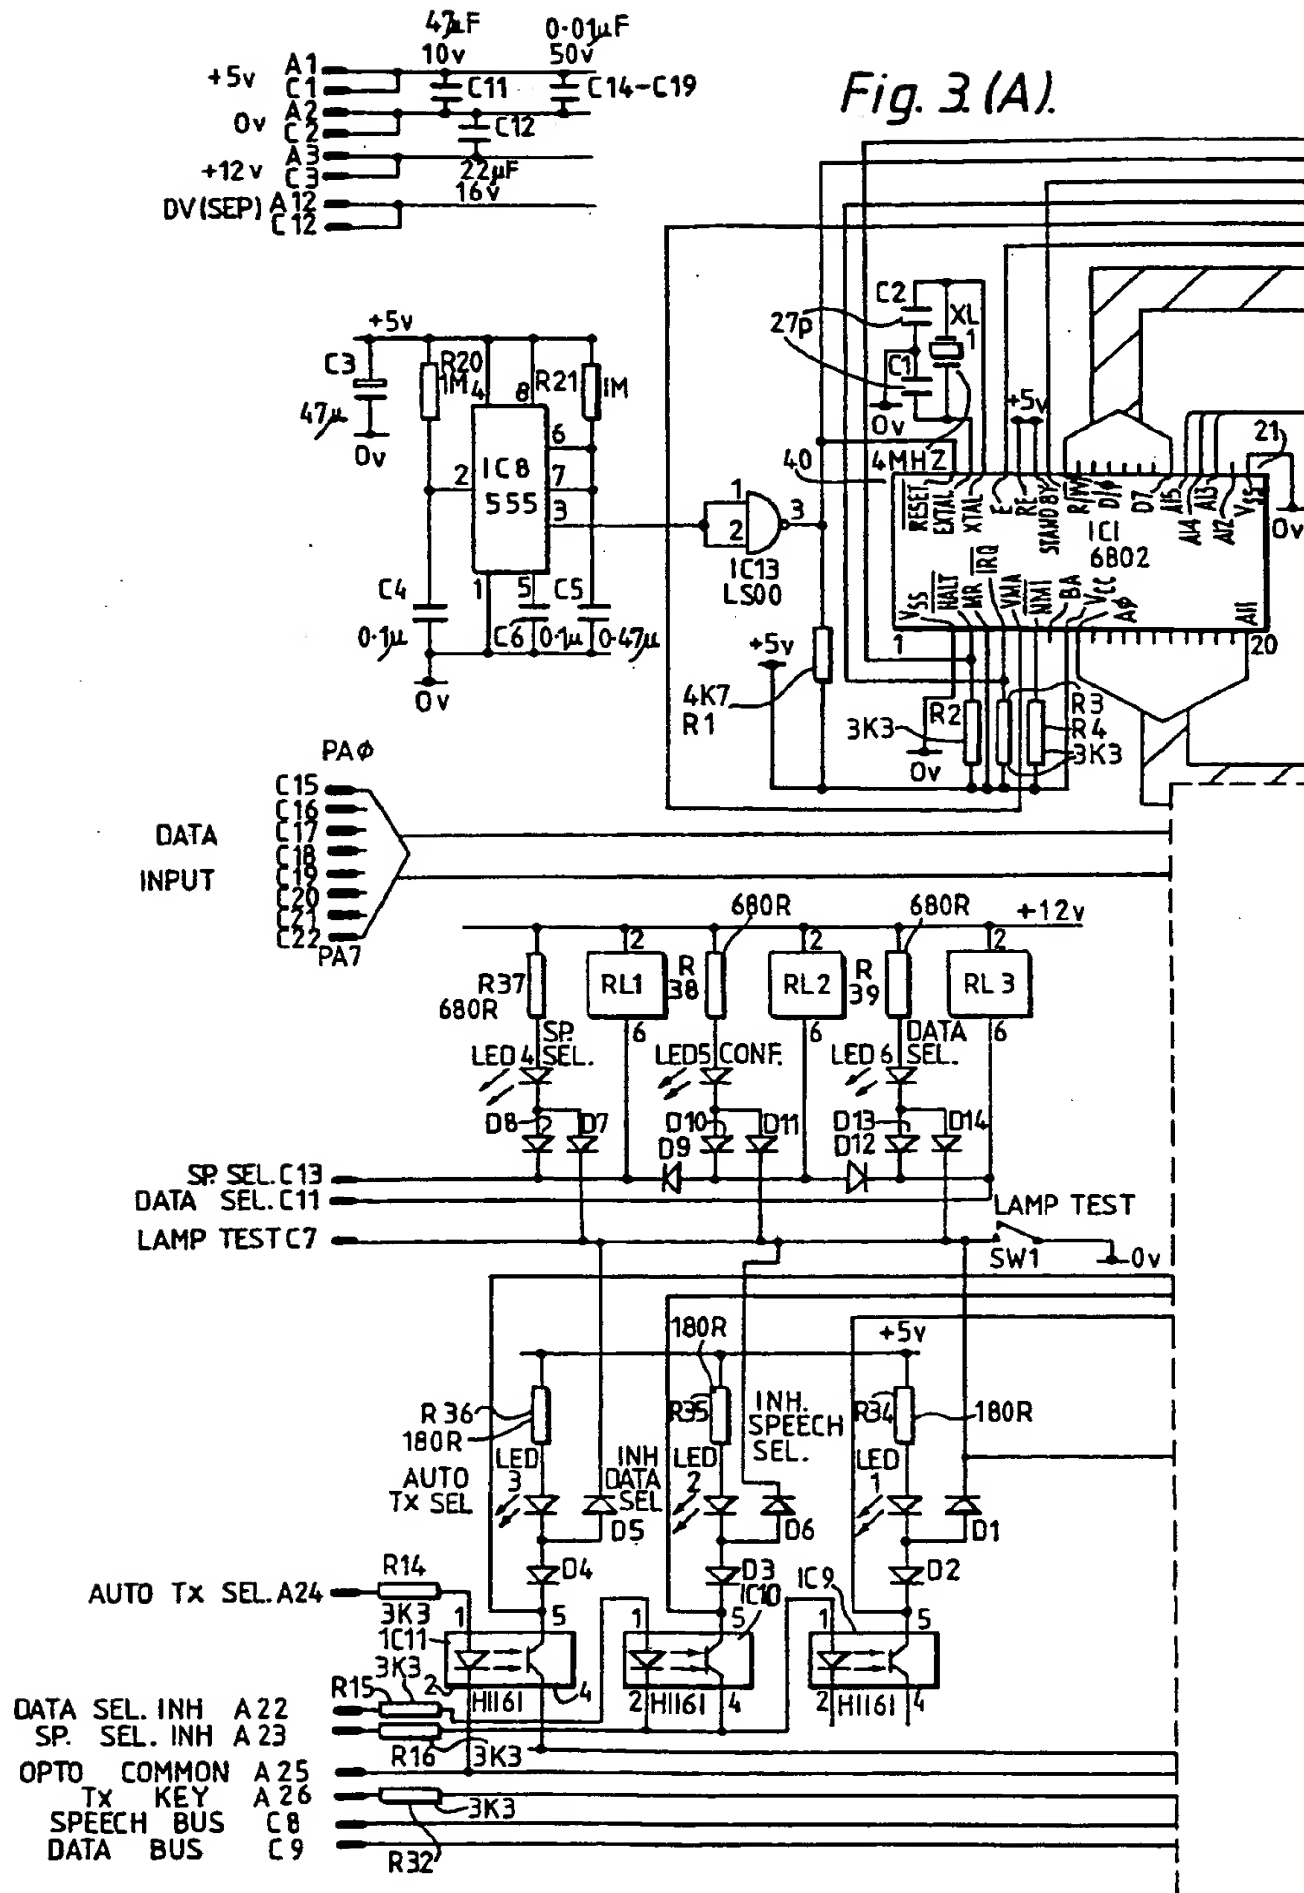 Fig. 3.(A).
47µF
10v
0·01µF
50v
+5v
A1
C1
C11
C14-C19
0v
A2
C2
C12
+12v
A3
C3
22µF
16v
DV(SEP)
A12
C12
+5v
C3
47µ
0v
R20
1M
4
8
R21
1M
6
2
IC8
555
7
3
1
5
C4
0·1µ
C6
0·1µ
C5
0·47µ
0v
1
2
3
IC13
LS00
+5v
4K7
R1
C2
27p
XL
1
C1
0v
4MHZ
40
+5v
21
0v
RESET
EXTAL
XTAL
E
RE
STANDBY
R/W
DØ
D7
A15
A14
A13
A12
VSS
IC1
6802
VSS
HALT
MR
IRQ
VMA
NMI
BA
VCC
AØ
A11
1
20
R2
3K3
0v
R3
R4
3K3
PAØ
C15
C16
C17
C18
C19
C20
C21
C22
PA7
DATA
INPUT
680R
680R
+12v
R37
680R
2
RL1
6
R
38
2
RL2
6
R
39
2
RL3
6
SP.
SEL.
LED 4
LED5 CONF.
DATA
SEL.
LED 6
D8
D7
D10
D11
D9
D13
D12
D14
SP. SEL. C13
DATA SEL. C11
LAMP TEST C7
LAMP TEST
SW1
0v
180R
+5v
R36
180R
R35
INH.
SPEECH
SEL.
R34
180R
LED
3
AUTO
Tx SEL
INH
DATA
SEL
LED
2
LED
1
D5
D6
D1
D4
D3
IC10
IC9
D2
AUTO Tx SEL. A24
R14
3K3
1
5
1C11
2
H1161
4
1
5
2
H1161
4
1
5
2
H1161
4
3K3
R15
DATA SEL. INH A22
SP. SEL. INH A23
R16
3K3
OPTO COMMON A25
Tx KEY A26
3K3
SPEECH BUS C8
DATA BUS C9
R32